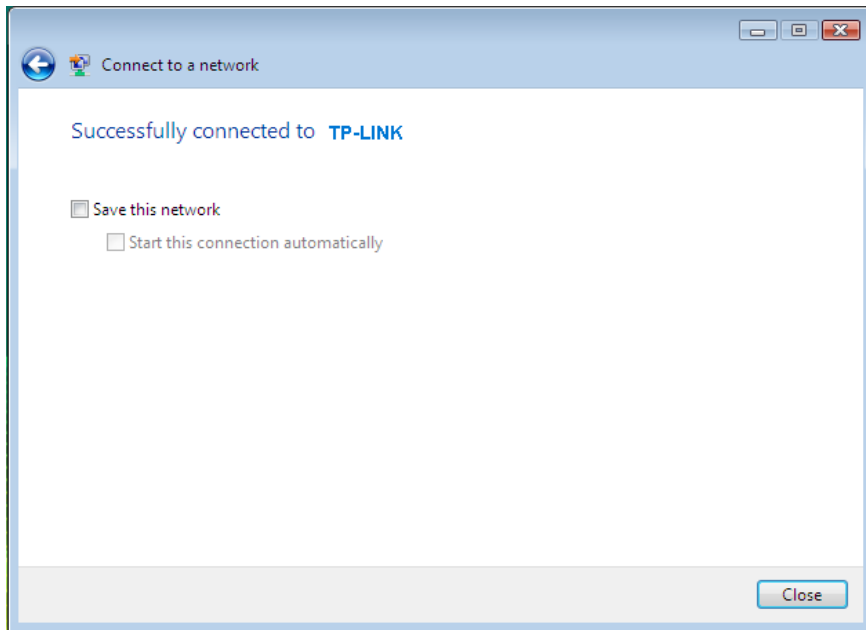 Connect to a network
Successfully connected to TP-LINK
Save this network
Start this connection automatically
Close